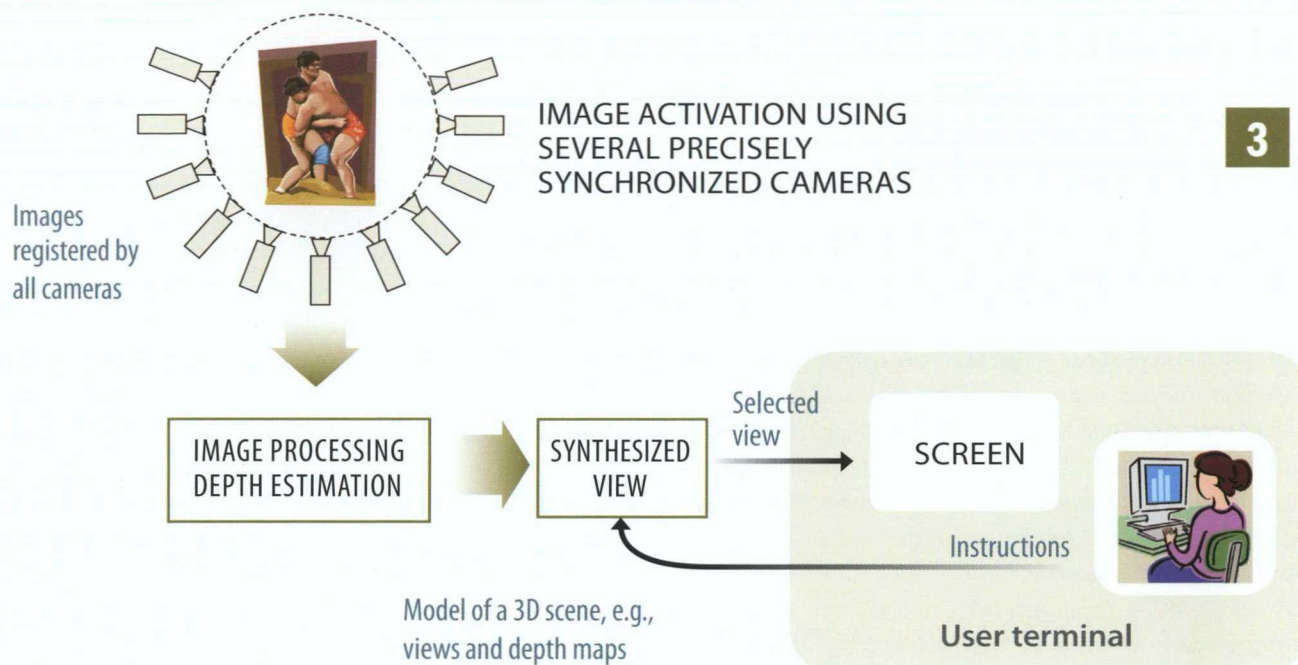 IMAGE ACTIVATION USING
SEVERAL PRECISELY
SYNCHRONIZED CAMERAS
3
Images
registered by
all cameras
IMAGE PROCESSING
DEPTH ESTIMATION
SYNTHESIZED
VIEW
Selected
view
SCREEN
Instructions
Model of a 3D scene, e.g.,
views and depth maps
User terminal